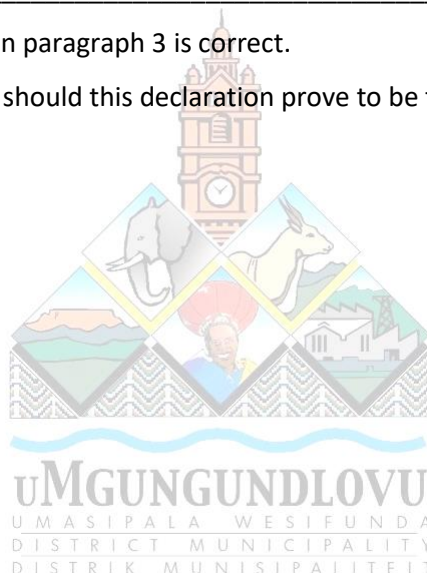 n paragraph 3 is correct.
should this declaration prove to be
uMGUNGUNDLOVU
UMASIPALA WESIFUNDA
DISTRICT MUNICIPALITY
DISTRIK MUNISIPALITEIT